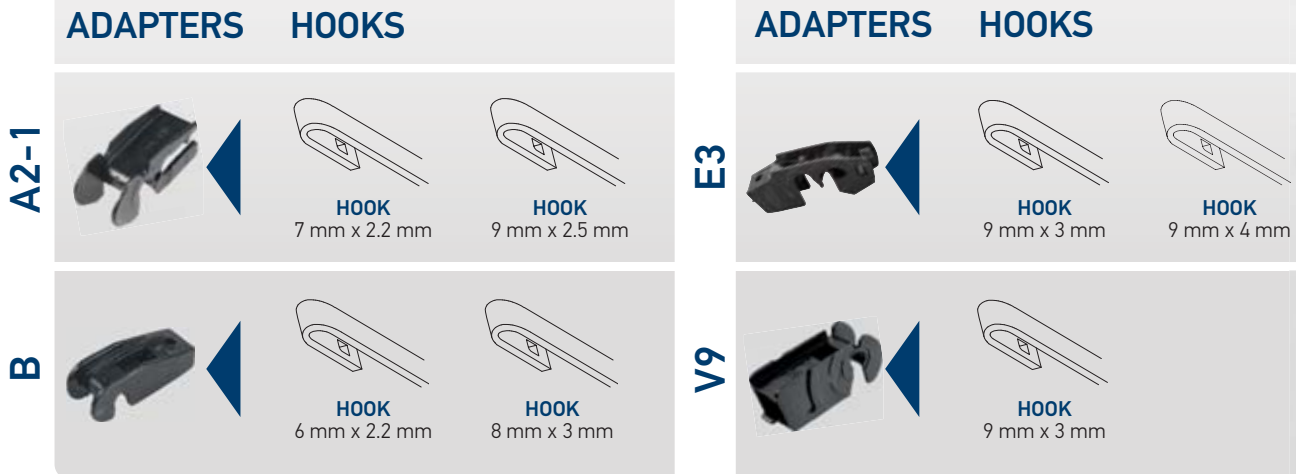 ADAPTERS HOOKS
A2-1
HOOK
7 mm x 2.2 mm
HOOK
9 mm x 2.5 mm
B
HOOK
6 mm x 2.2 mm
HOOK
8 mm x 3 mm
ADAPTERS HOOKS
E3
HOOK
9 mm x 3 mm
HOOK
9 mm x 4 mm
V9
HOOK
9 mm x 3 mm